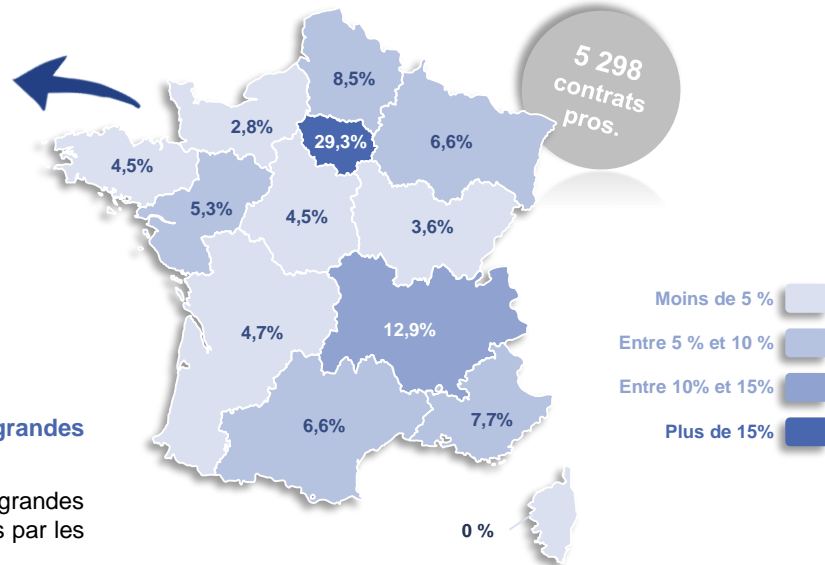 5 298
contrats
pros.
8,5%
2,8%
29,3%
6,6%
4,5%
5,3%
4,5%
3,6%
4,7%
12,9%
6,6%
7,7%
0 %
Moins de 5 %
Entre 5 % et 10 %
Entre 10% et 15%
Plus de 15%
grandes
grandes
par les